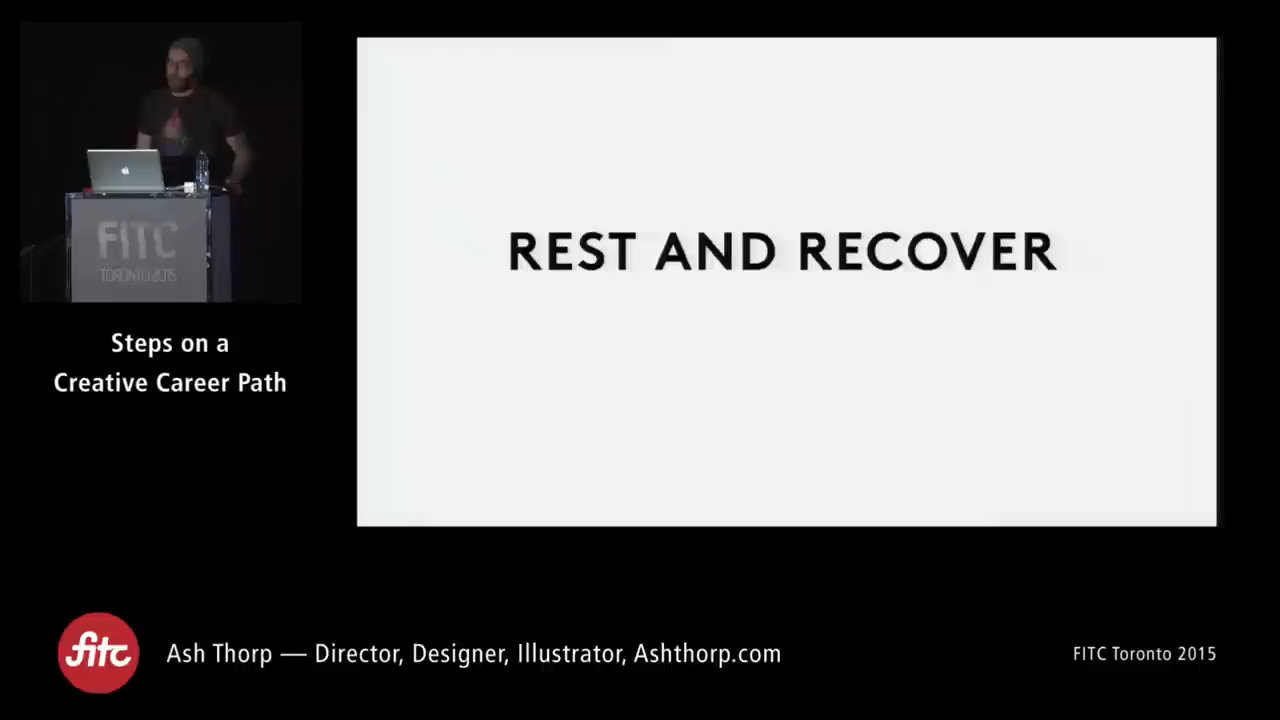 FITC
TORONTO 2015
Steps on a
Creative Career Path
REST AND RECOVER
fitc
Ash Thorp — Director, Designer, Illustrator, Ashthorp.com
FITC Toronto 2015